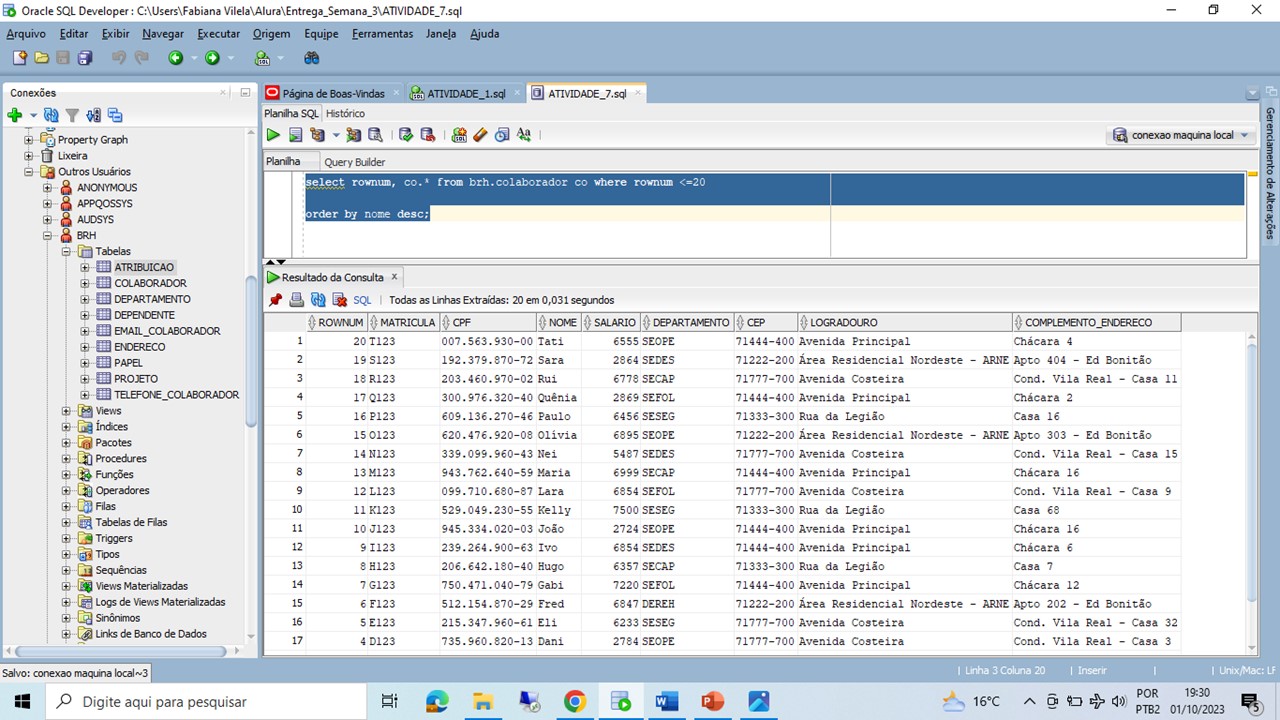 Oracle SQL Developer : C:\Users\Fabiana Vilela\Alura\Entrega_Semana_3\ATIVIDADE_7.sql
Arquivo Editar Exibir Navegar Executar Origem Equipe Ferramentas Janela Ajuda
Conexões
Property Graph
Lixeira
Outros Usuários
ANONYMOUS
APPQOSSYS
AUDSYS
BRH
Tabelas
ATRIBUICAO
COLABORADOR
DEPARTAMENTO
DEPENDENTE
EMAIL_COLABORADOR
ENDERECO
PAPEL
PROJETO
TELEFONE_COLABORADOR
Views
Índices
Pacotes
Procedures
Funções
Operadores
Filas
Tabelas de Filas
Triggers
Tipos
Sequências
Views Materializadas
Logs de Views Materializadas
Sinônimos
Links de Banco de Dados
Página de Boas-Vindas ATIVIDADE_1.sql ATIVIDADE_7.sql
Planilha SQL Histórico
conexao maquina local
Planilha Query Builder
select rownum, co.* from brh.colaborador co where rownum <=20
order by nome desc;
Resultado da Consulta x
SQL | Todas as Linhas Extraídas: 20 em 0,031 segundos
ROWNUM MATRICULA CPF NOME SALARIO DEPARTAMENTO CEP LOGRADOURO COMPLEMENTO_ENDERECO
1 20 T123 007.563.930-00 Tati 6555 SEOPE 71444-400 Avenida Principal Chácara 4
2 19 S123 192.379.870-72 Sara 2864 SEDES 71222-200 Área Residencial Nordeste - ARNE Apto 404 - Ed Bonitão
3 18 R123 203.460.970-02 Rui 6778 SECAP 71777-700 Avenida Costeira Cond. Vila Real - Casa 11
4 17 Q123 300.976.320-40 Quênia 2869 SEFOL 71444-400 Avenida Principal Chácara 2
5 16 P123 609.136.270-46 Paulo 6456 SESEG 71333-300 Rua da Legião Casa 16
6 15 O123 620.476.920-08 Olivia 6895 SEOPE 71222-200 Área Residencial Nordeste - ARNE Apto 303 - Ed Bonitão
7 14 N123 339.099.960-43 Nei 5487 SEDES 71777-700 Avenida Costeira Cond. Vila Real - Casa 15
8 13 M123 943.762.640-59 Maria 6999 SECAP 71444-400 Avenida Principal Chácara 16
9 12 L123 099.710.680-87 Lara 6854 SEFOL 71777-700 Avenida Costeira Cond. Vila Real - Casa 9
10 11 K123 529.049.230-55 Kelly 7500 SESEG 71333-300 Rua da Legião Casa 68
11 10 J123 945.334.020-03 João 2724 SEOPE 71444-400 Avenida Principal Chácara 16
12 9 I123 239.264.900-63 Ivo 6854 SEDES 71444-400 Avenida Principal Chácara 6
13 8 H123 206.642.180-40 Hugo 6357 SECAP 71333-300 Rua da Legião Casa 7
14 7 G123 750.471.040-79 Gabi 7220 SEFOL 71444-400 Avenida Principal Chácara 12
15 6 F123 512.154.870-29 Fred 6847 DEREH 71222-200 Área Residencial Nordeste - ARNE Apto 202 - Ed Bonitão
16 5 E123 215.347.960-61 Eli 6233 SESEG 71777-700 Avenida Costeira Cond. Vila Real - Casa 32
17 4 D123 735.960.820-13 Dani 2784 SEOPE 71777-700 Avenida Costeira Cond. Vila Real - Casa 3
Gerenciamento de Alterações
Salvo: conexao maquina local~3
Linha 3 Coluna 20 | Inserir | Unix/Mac: LF
Digite aqui para pesquisar
16°C
POR
PTB2
19:30
01/10/2023
5